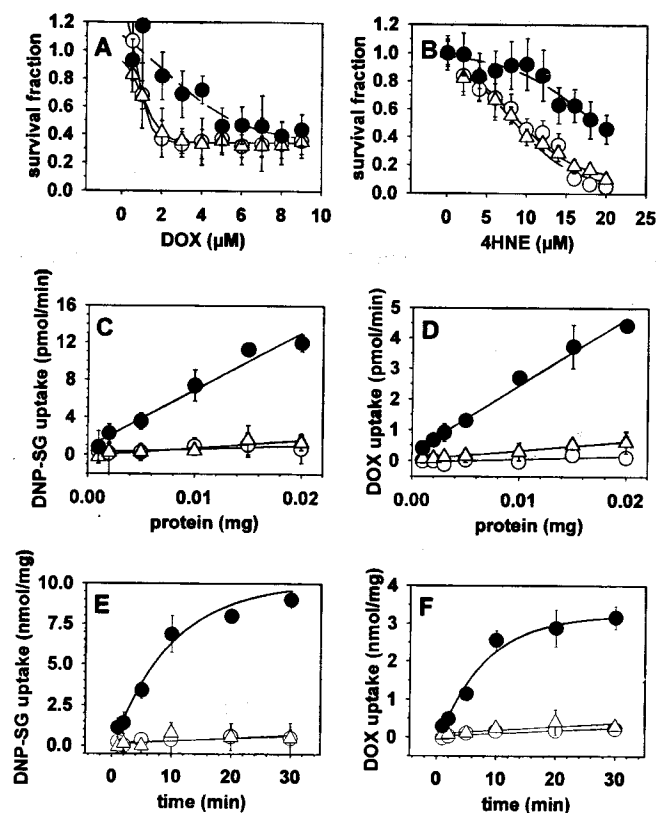 A
survival fraction
1.2
1.0
0.8
0.6
0.4
0.2
0.0
0 2 4 6 8 10
DOX (µM)
B
survival fraction
1.2
1.0
0.8
0.6
0.4
0.2
0.0
0 5 10 15 20 25
4HNE (µM)
C
DNP-SG uptake (pmol/min)
16
12
8
4
0
0.00 0.01 0.02
protein (mg)
D
DOX uptake (pmol/min)
5
4
3
2
1
0
0.00 0.01 0.02
protein (mg)
E
DNP-SG uptake (nmol/mg)
10.0
7.5
5.0
2.5
0.0
0 10 20 30
time (min)
F
DOX uptake (nmol/mg)
4
3
2
1
0
0 10 20 30
time (min)